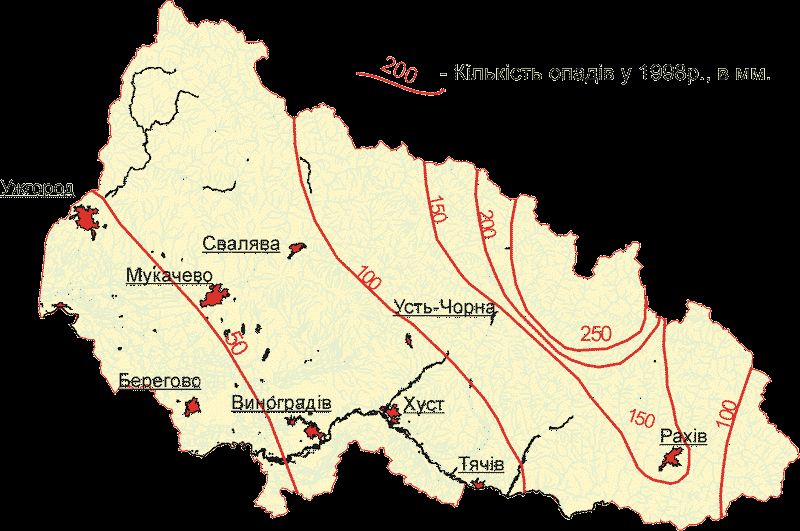 200 - Кількість опадів у 1998р., в мм.
Ужгород
150
200
Свалява
Мукачево
100
Усть-Чорна
50
250
Берегово
Виноградів
Хуст
150
100
Рахів
Тячів